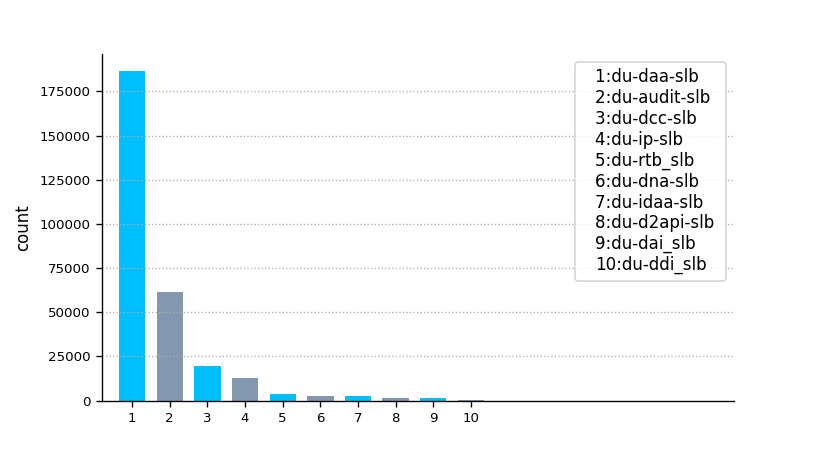 175000
150000
125000
100000
75000
50000
25000
0
count
1 2 3 4 5 6 7 8 9 10
1:du-daa-slb
2:du-audit-slb
3:du-dcc-slb
4:du-ip-slb
5:du-rtb_slb
6:du-dna-slb
7:du-idaa-slb
8:du-d2api-slb
9:du-dai_slb
10:du-ddi_slb